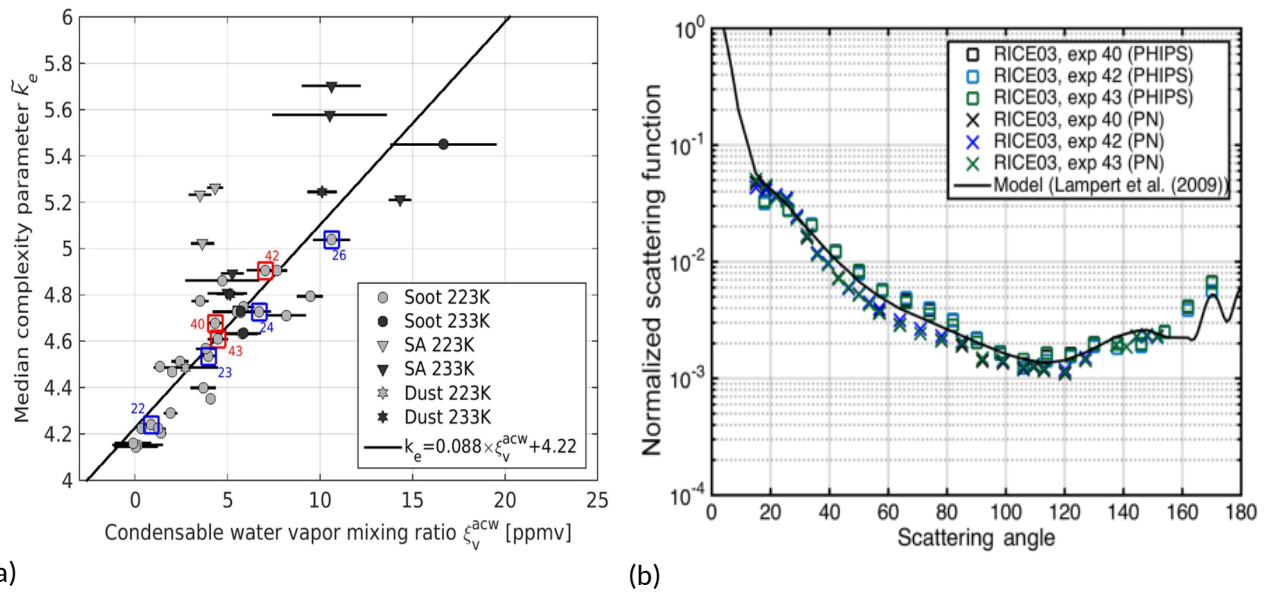 6
5.8
5.6
5.4
5.2
5
4.8
4.6
4.4
4.2
4
Median complexity parameter k̃e
42
26
40
24
43
23
22
Soot 223K
Soot 233K
SA 223K
SA 233K
Dust 223K
Dust 233K
ke=0.088×ξv^acw+4.22
0 5 10 15 20 25
Condensable water vapor mixing ratio ξv^acw [ppmv]
a)
10^0
10^-1
10^-2
10^-3
10^-4
Normalized scattering function
RICE03, exp 40 (PHIPS)
RICE03, exp 42 (PHIPS)
RICE03, exp 43 (PHIPS)
RICE03, exp 40 (PN)
RICE03, exp 42 (PN)
RICE03, exp 43 (PN)
Model (Lampert et al. (2009))
0 20 40 60 80 100 120 140 160 180
Scattering angle
(b)